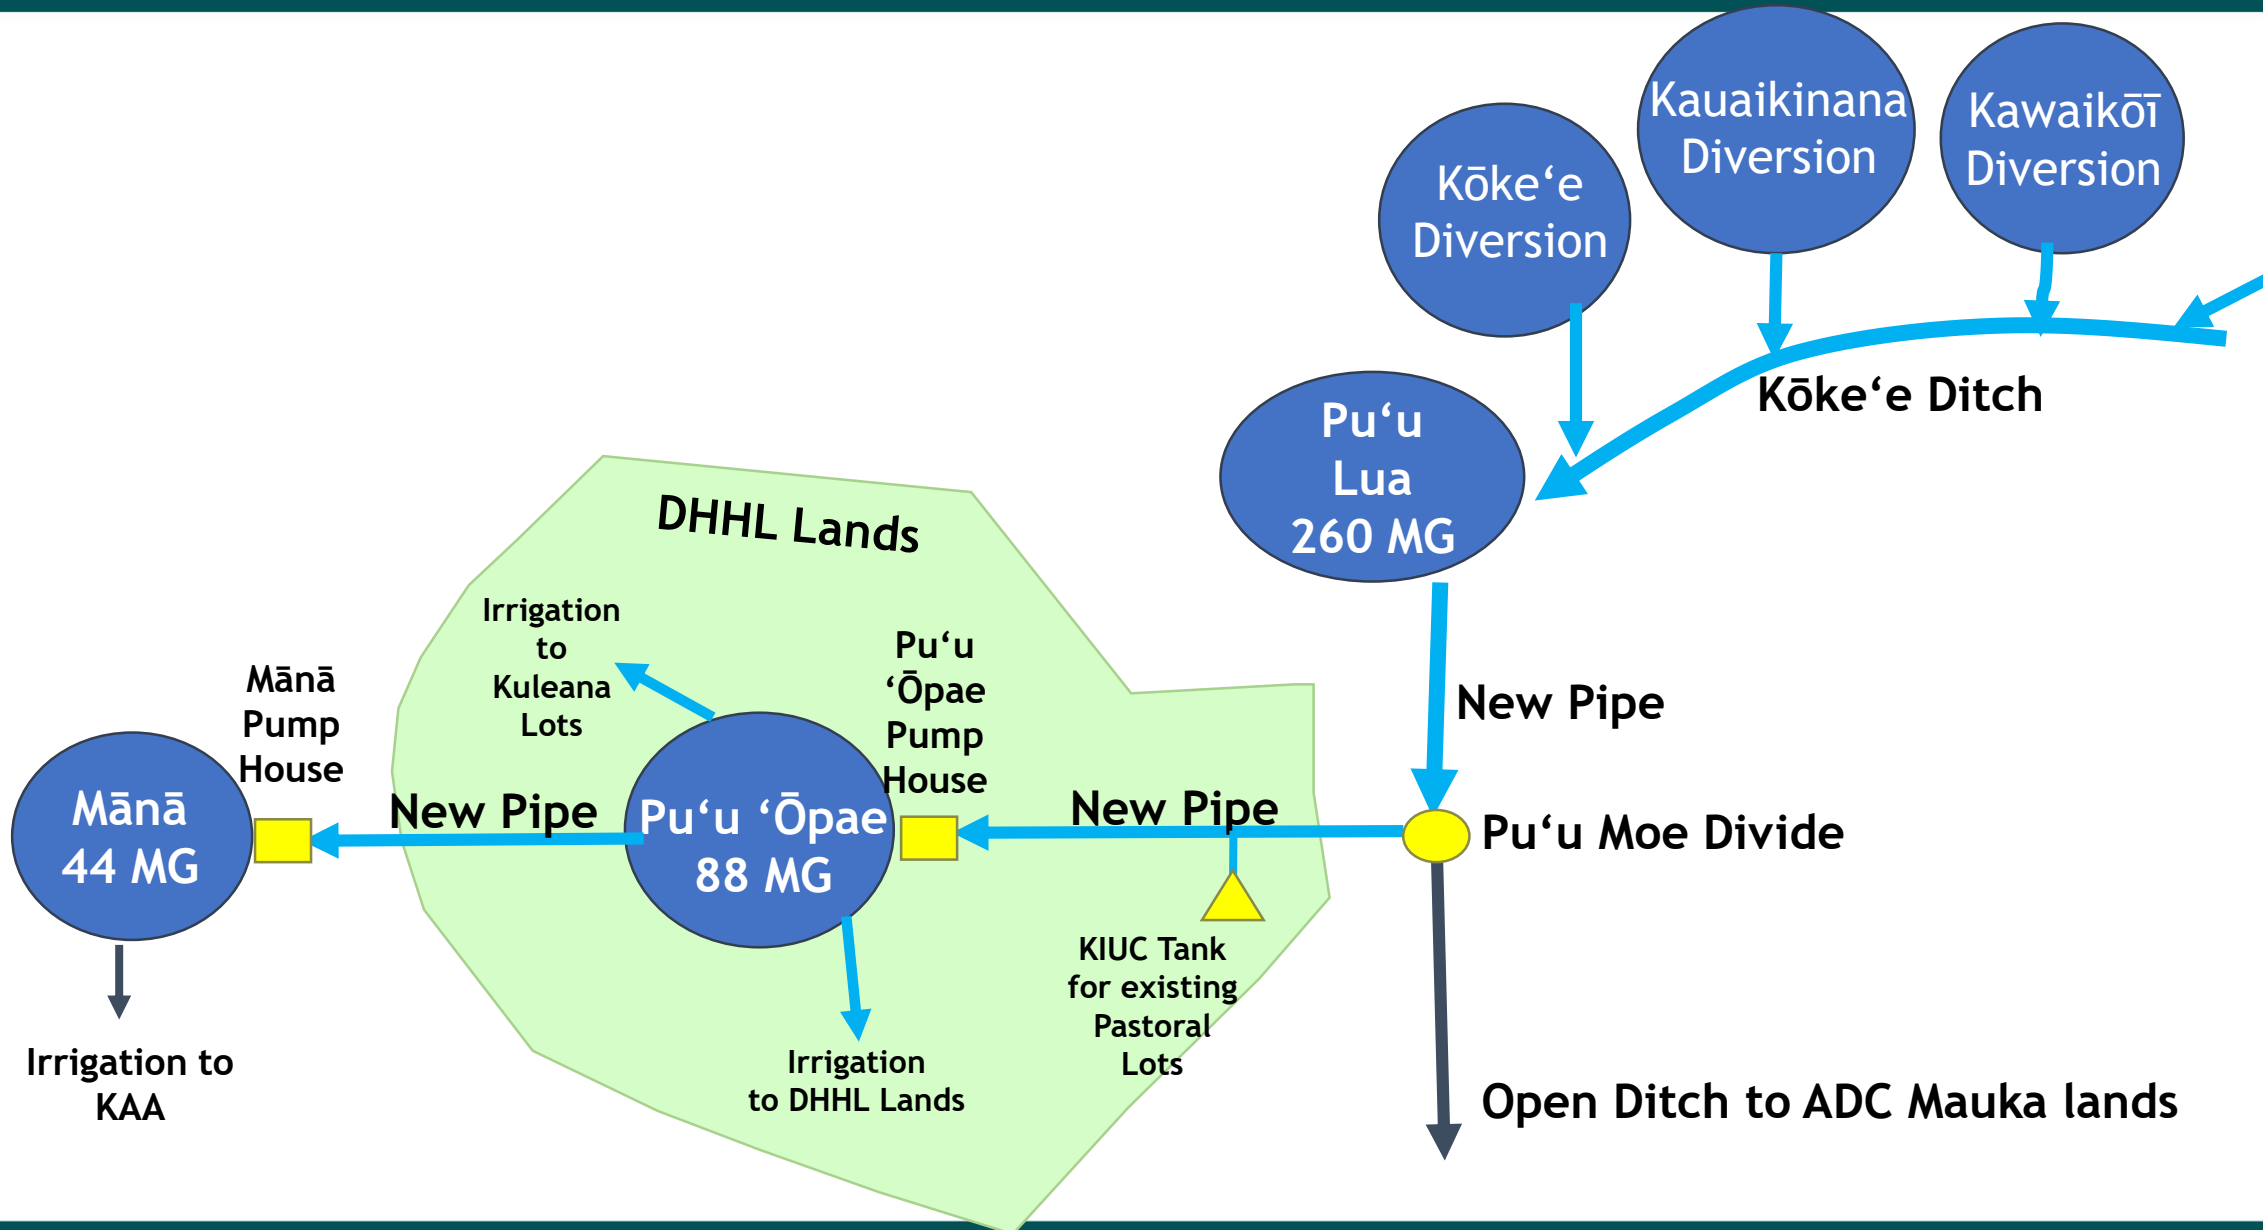 Kauaikinana
Diversion
Kawaikōī
Diversion
Kōkeʻe
Diversion
Kōkeʻe Ditch
Puʻu
Lua
260 MG
DHHL Lands
Irrigation
to
Kuleana
Lots
Puʻu
ʻŌpae
Pump
House
Mānā
Pump
House
New Pipe
Mānā
44 MG
New Pipe
Puʻu ʻŌpae
88 MG
New Pipe
Puʻu Moe Divide
KIUC Tank
for existing
Pastoral
Lots
Irrigation to
KAA
Irrigation
to DHHL Lands
Open Ditch to ADC Mauka lands